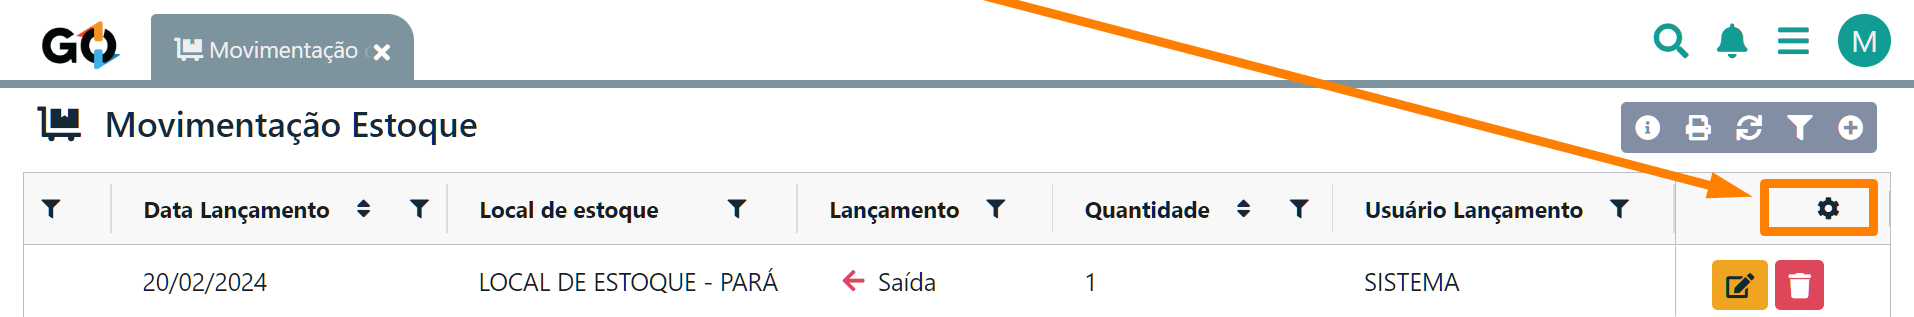 GO
Movimentação
M
Movimentação Estoque
Data Lançamento Local de estoque Lançamento Quantidade Usuário Lançamento
20/02/2024 LOCAL DE ESTOQUE - PARÁ Saída 1 SISTEMA